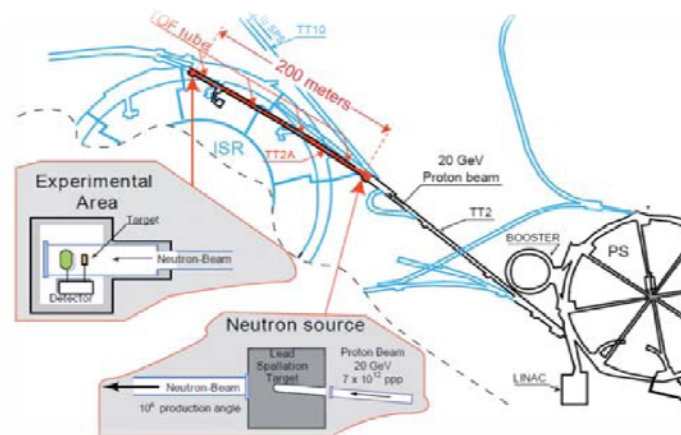 TOF tube
TT10
200 meters
ISR
TT2A
20 GeV
Proton beam
TT2
BOOSTER
PS
LINAC
Experimental
Area
Target
Neutron-Beam
Detector
Neutron source
Lead
Spallation
Target
Proton Beam
20 GeV
7 x 10¹² ppp
Neutron-Beam
10⁰ production angle